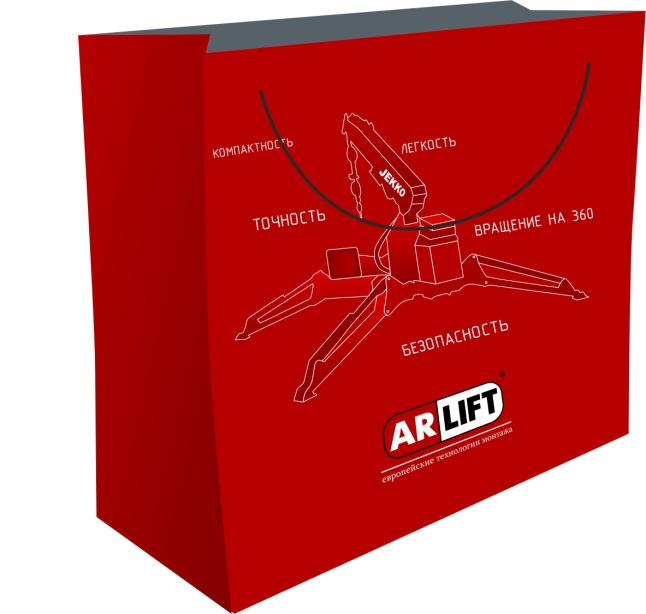 КОМПАКТНОСТЬ
ЛЕГКОСТЬ
JEKKO
ТОЧНОСТЬ
ВРАЩЕНИЕ НА 360
БЕЗОПАСНОСТЬ
ARLIFT®
европейские технологии монтажа